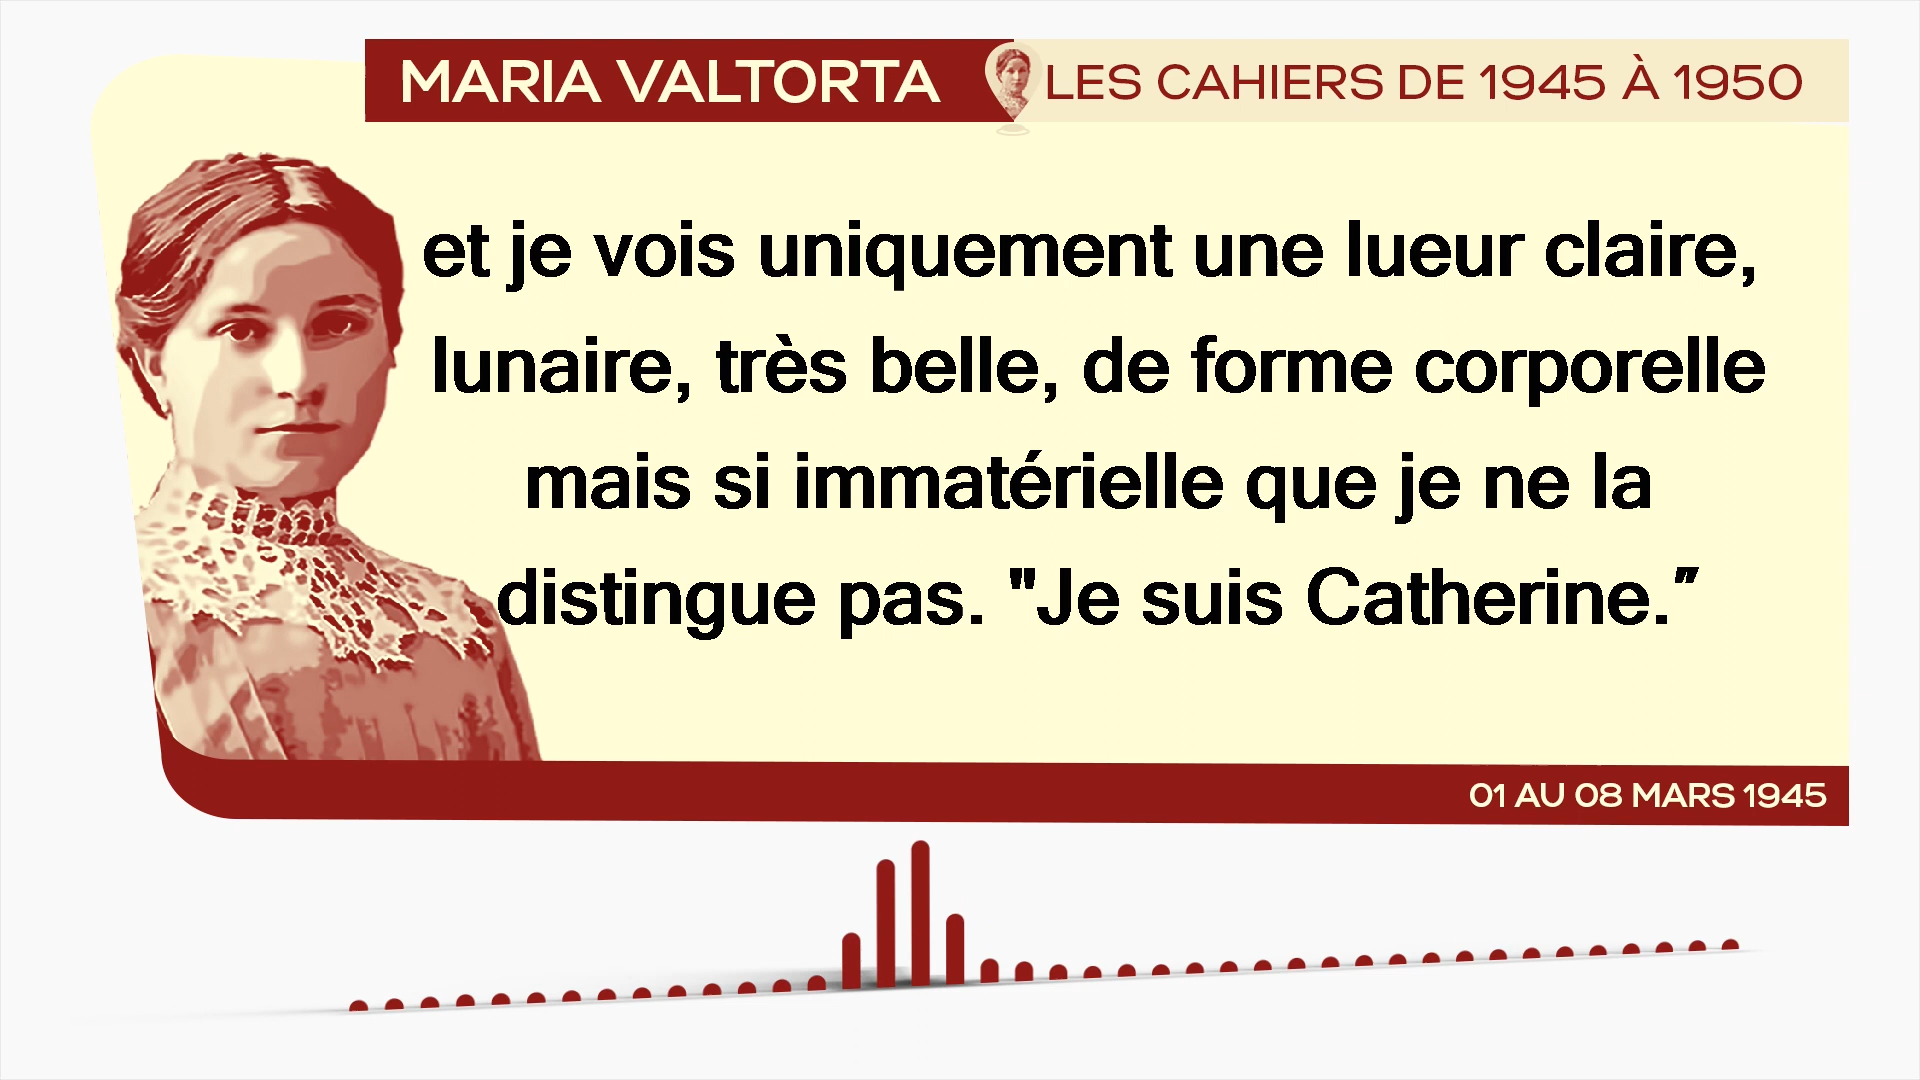 MARIA VALTORTA
LES CAHIERS DE 1945 À 1950
et je vois uniquement une lueur claire,
lunaire, très belle, de forme corporelle
mais si immatérielle que je ne la
distingue pas. "Je suis Catherine.”
01 AU 08 MARS 1945